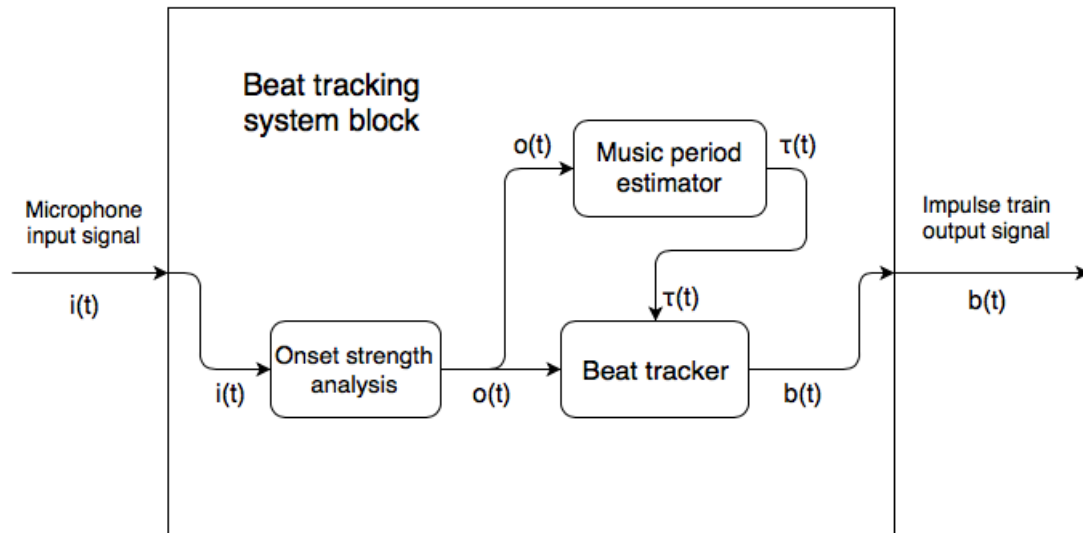 Beat tracking
system block
o(t)
Music period
estimator
τ(t)
Microphone
input signal
i(t)
Impulse train
output signal
b(t)
τ(t)
Onset strength
analysis
i(t)
o(t)
Beat tracker
b(t)